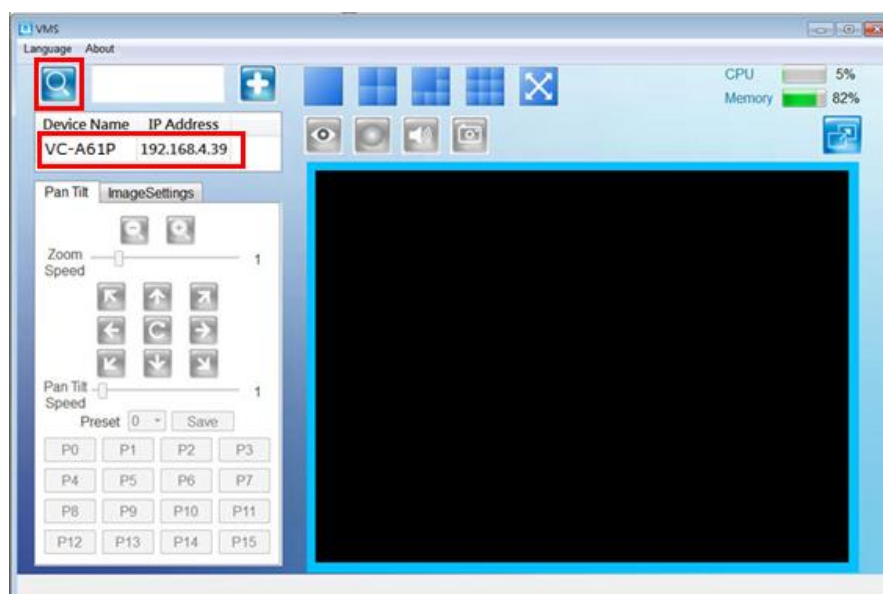 VMS
Language About
CPU 5%
Memory 82%
Device Name IP Address
VC-A61P 192.168.4.39
Pan Tilt ImageSettings
Zoom Speed 1
C
Pan Tilt Speed 1
Preset 0 Save
P0 P1 P2 P3
P4 P5 P6 P7
P8 P9 P10 P11
P12 P13 P14 P15